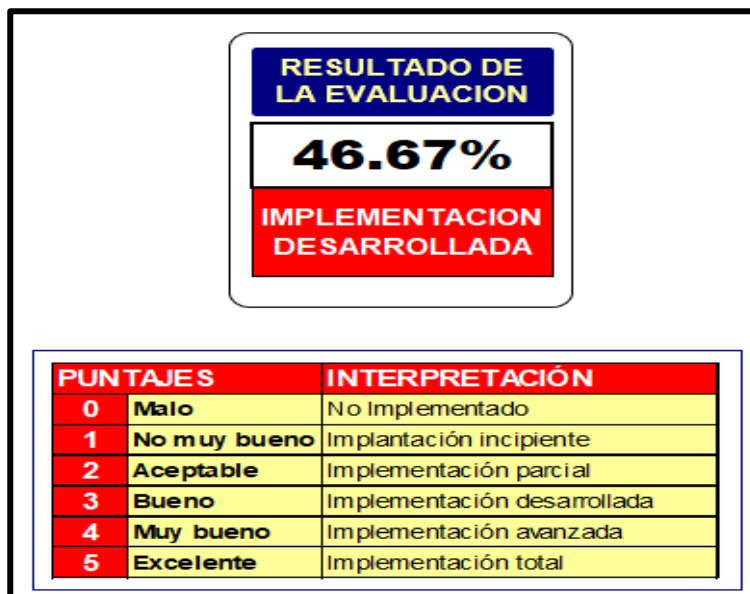 RESULTADO DE
LA EVALUACION
46.67%
IMPLEMENTACION
DESARROLLADA
PUNTAJES INTERPRETACIÓN
0 Malo No Implementado
1 No muy bueno Implantación incipiente
2 Aceptable Implementación parcial
3 Bueno Implementación desarrollada
4 Muy bueno Implementación avanzada
5 Excelente Implementación total